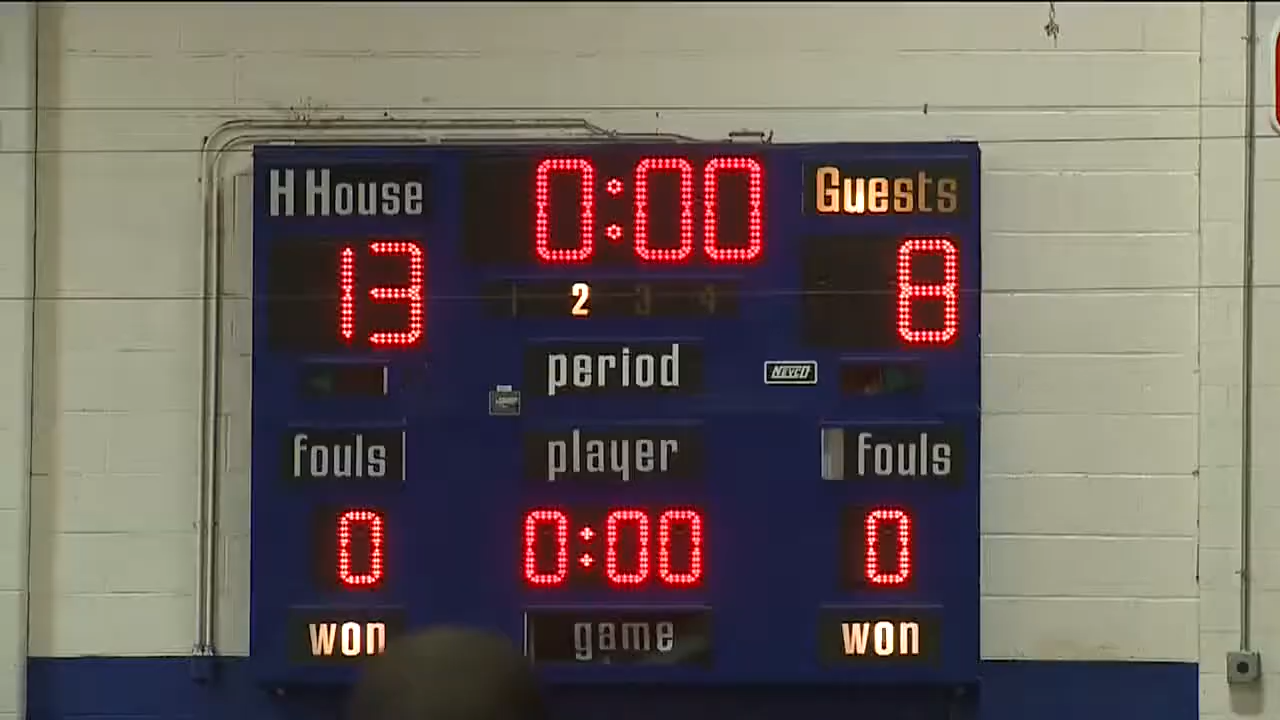 H House 0:00 Guests
13 2 3 4 8
period
NEVCO
fouls player fouls
0 0:00 0
won game won